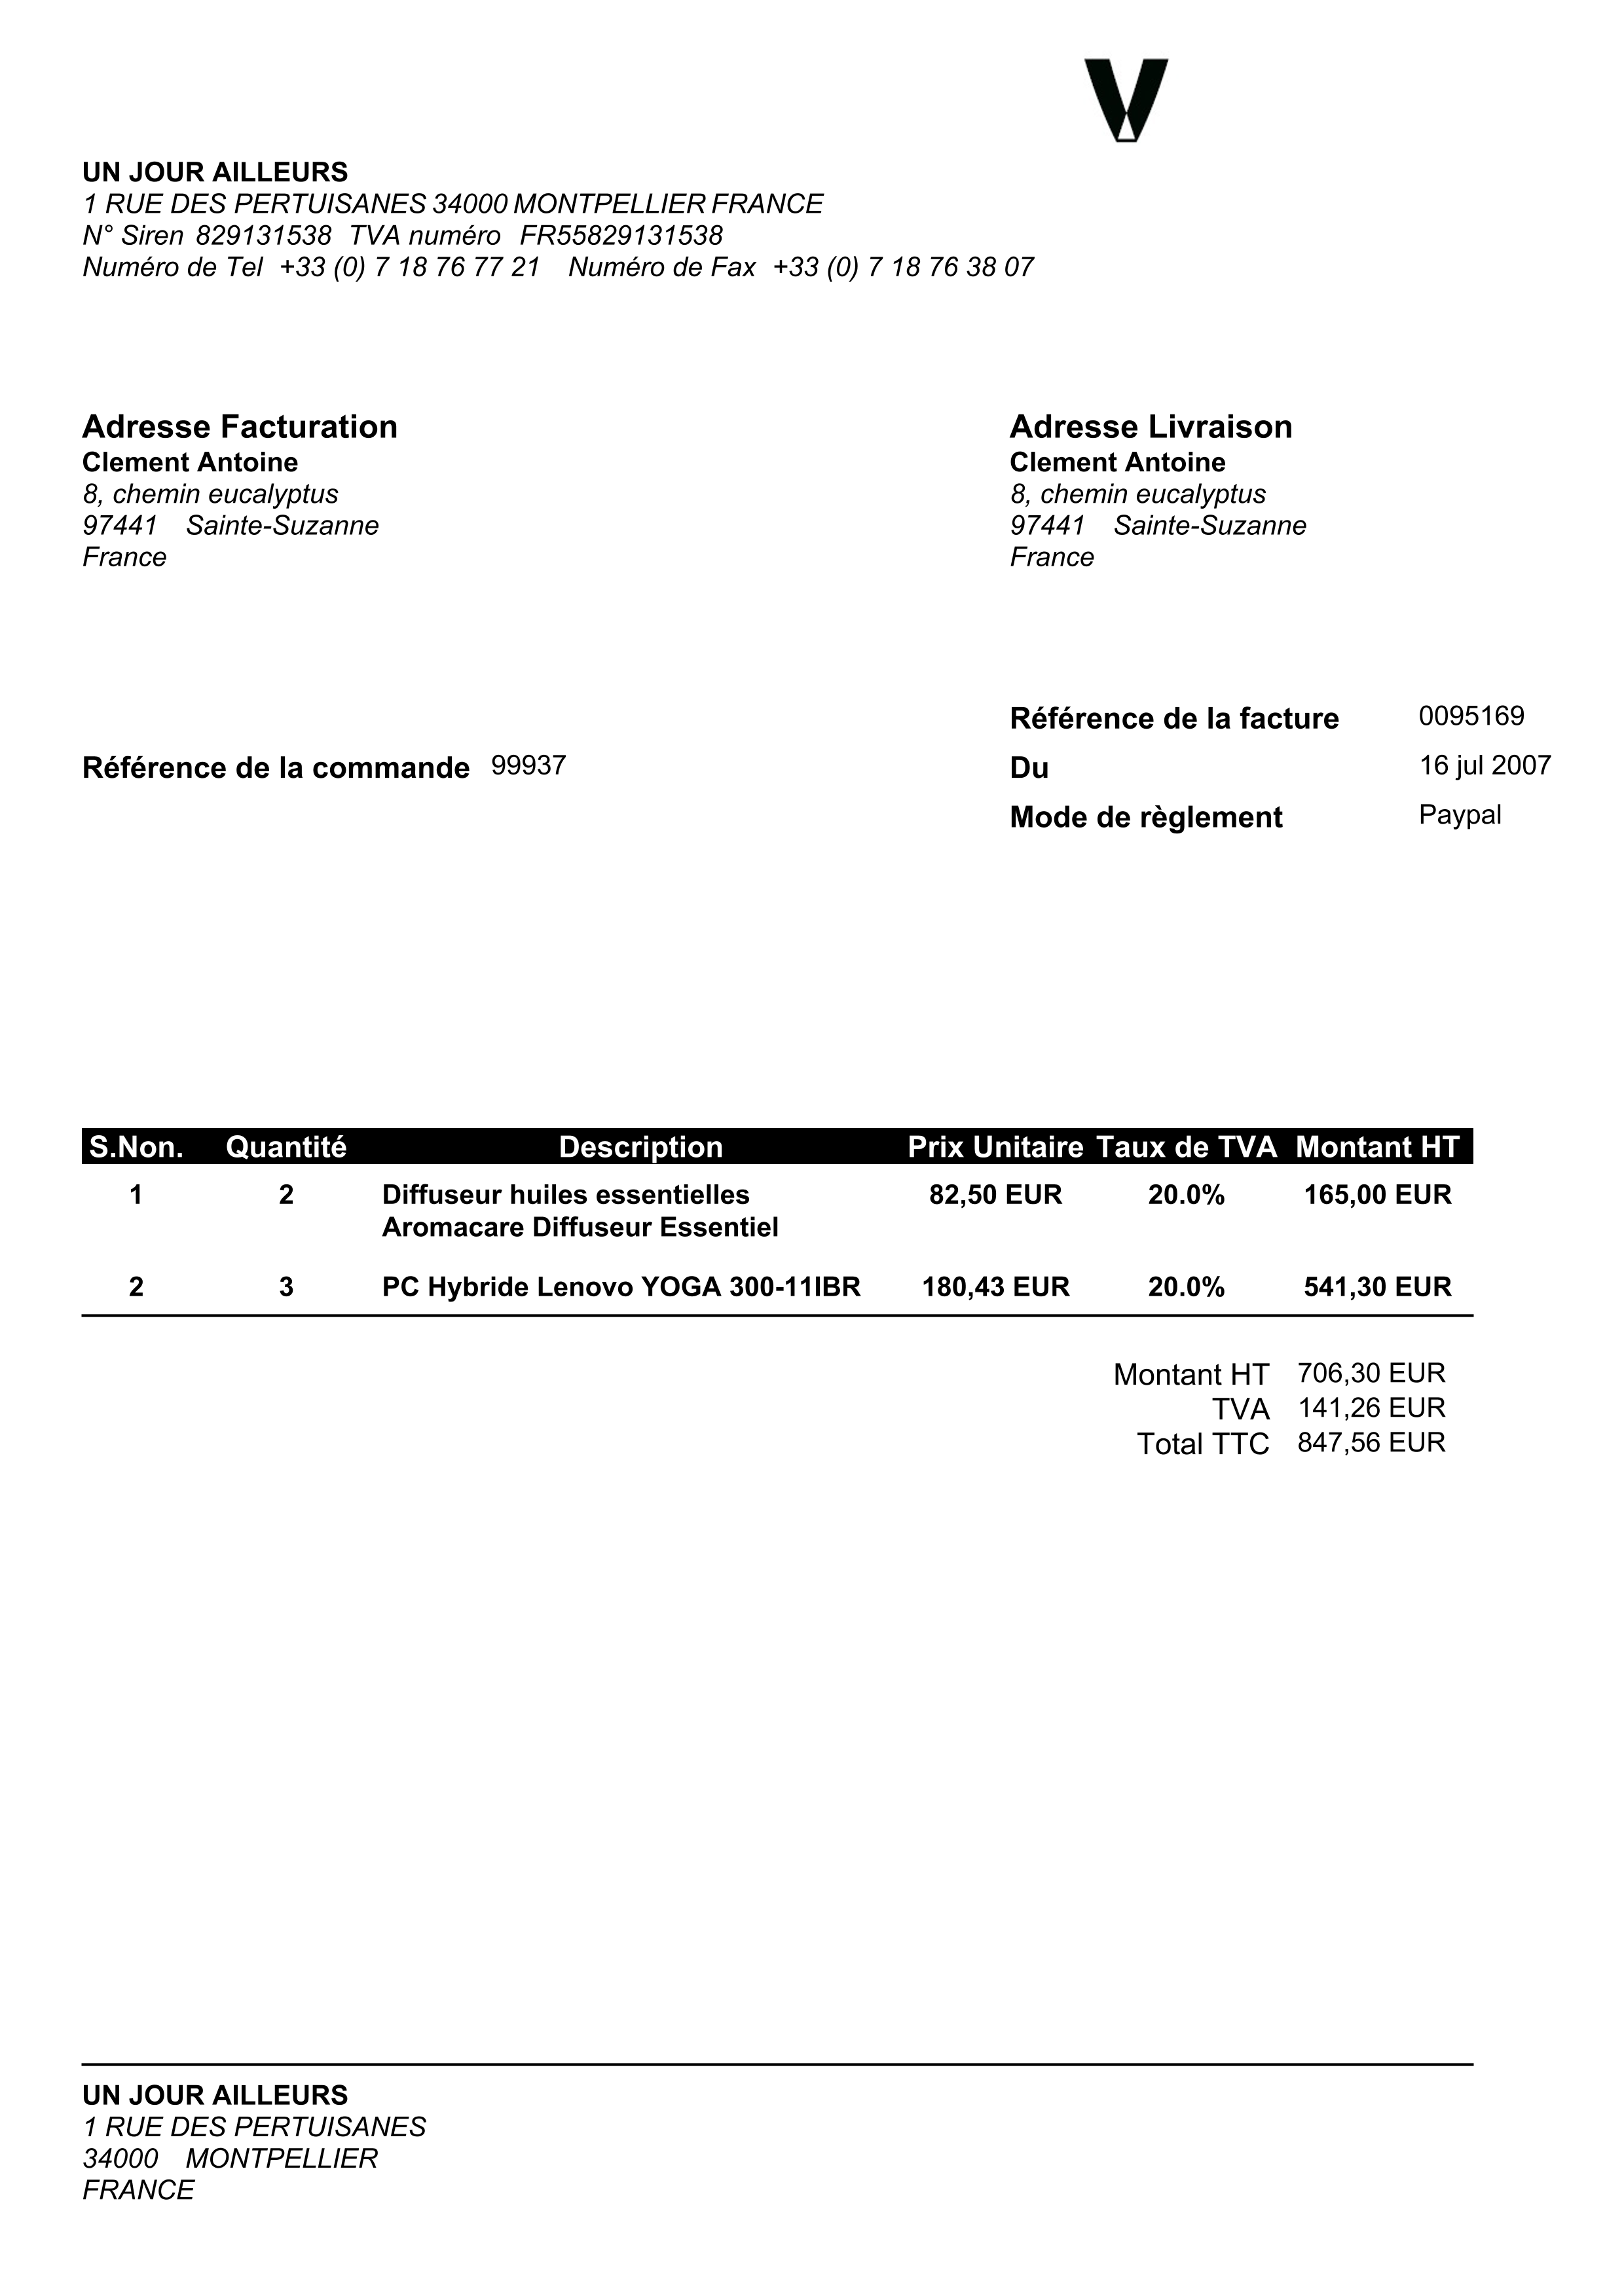 UN JOUR AILLEURS
1 RUE DES PERTUISANES 34000 MONTPELLIER FRANCE
N° Siren 829131538 TVA numéro FR55829131538
Numéro de Tel +33 (0) 7 18 76 77 21 Numéro de Fax +33 (0) 7 18 76 38 07
Adresse Facturation
Clement Antoine
8, chemin eucalyptus
97441 Sainte-Suzanne
France
Adresse Livraison
Clement Antoine
8, chemin eucalyptus
97441 Sainte-Suzanne
France
Référence de la commande 99937
Référence de la facture 0095169
Du 16 jul 2007
Mode de règlement Paypal
S.Non. Quantité Description Prix Unitaire Taux de TVA Montant HT
1 2 Diffuseur huiles essentielles 82,50 EUR 20.0% 165,00 EUR
Aromacare Diffuseur Essentiel
2 3 PC Hybride Lenovo YOGA 300-11IBR 180,43 EUR 20.0% 541,30 EUR
Montant HT 706,30 EUR
TVA 141,26 EUR
Total TTC 847,56 EUR
UN JOUR AILLEURS
1 RUE DES PERTUISANES
34000 MONTPELLIER
FRANCE